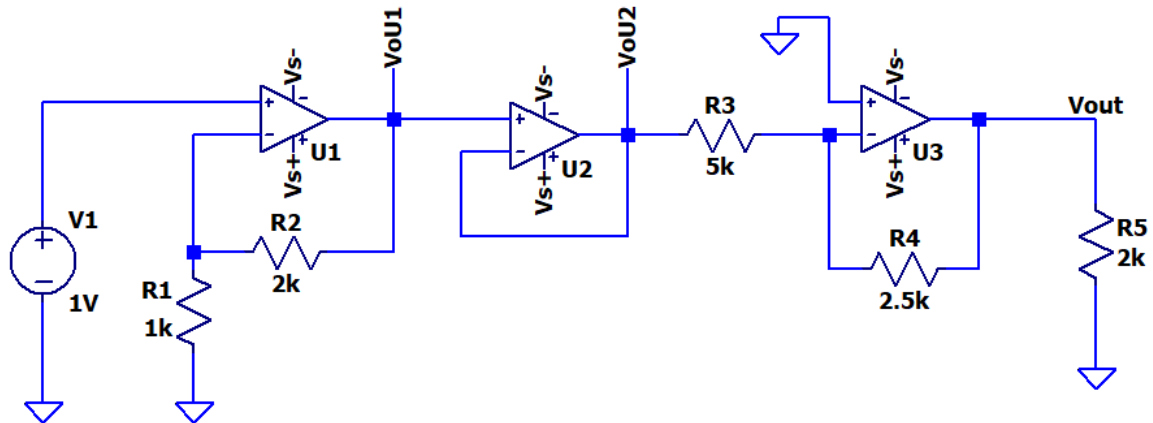 V1
1V
R1
1k
R2
2k
Vs-
Vs+
U1
VoU1
Vs-
Vs+
U2
VoU2
R3
5k
Vs-
Vs+
U3
R4
2.5k
Vout
R5
2k